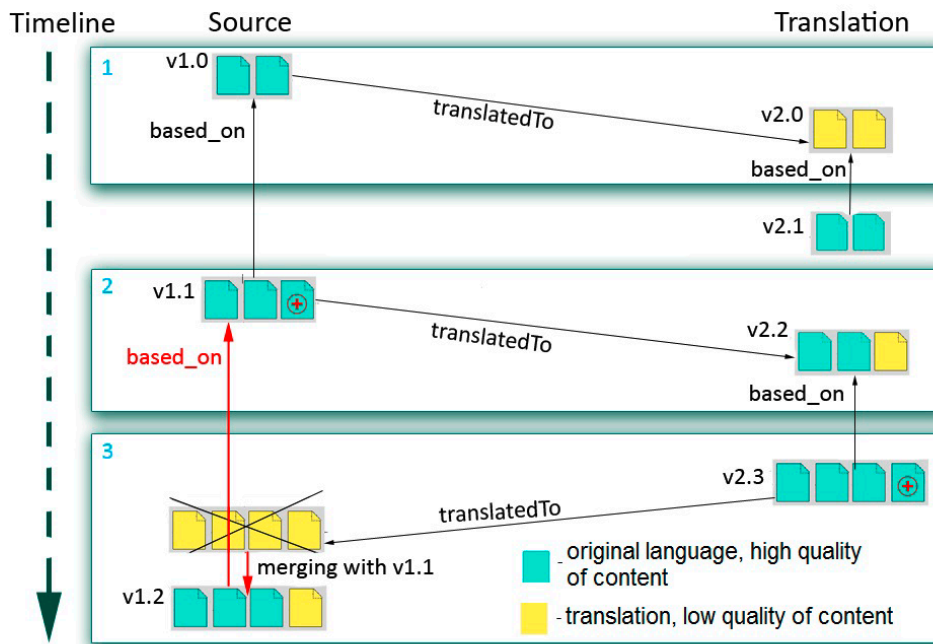 Timeline
Source
Translation
1
v1.0
translatedTo
v2.0
based_on
based_on
v2.1
2
v1.1
translatedTo
v2.2
based_on
based_on
3
v2.3
translatedTo
merging with v1.1
v1.2
- original language, high quality
of content
- translation, low quality of content